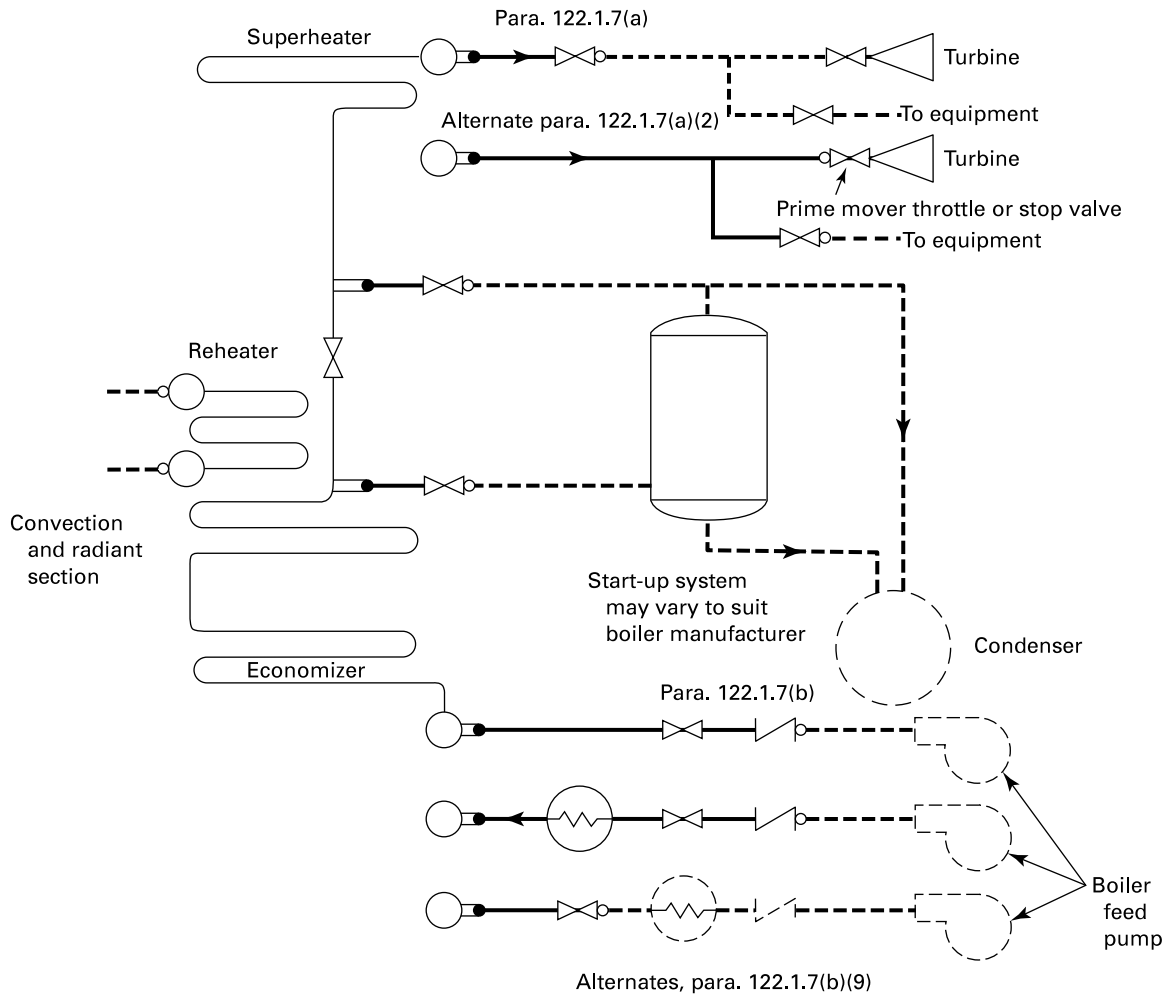 Para. 122.1.7(a)
Superheater
Turbine
To equipment
Alternate para. 122.1.7(a)(2)
Turbine
Prime mover throttle or stop valve
To equipment
Reheater
Convection
and radiant
section
Start-up system
may vary to suit
boiler manufacturer
Condenser
Economizer
Para. 122.1.7(b)
Boiler
feed
pump
Alternates, para. 122.1.7(b)(9)